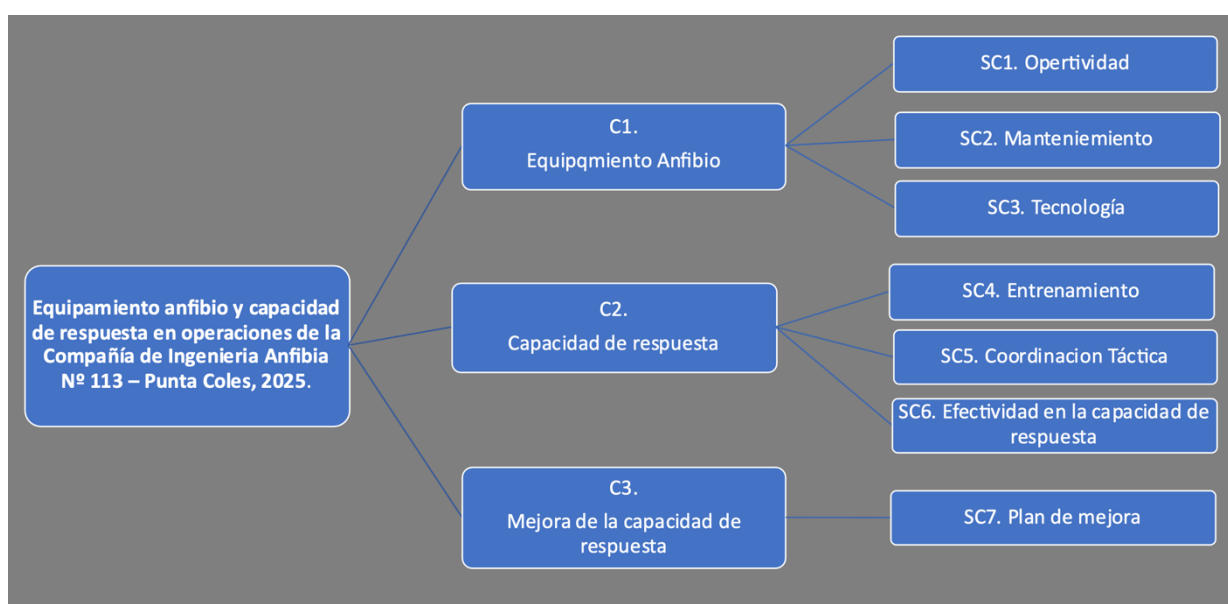 Equipamiento anfibio y capacidad
de respuesta en operaciones de la
Compañía de Ingenieria Anfibia
Nº 113 – Punta Coles, 2025.
C1.
Equipqmiento Anfibio
SC1. Opertividad
SC2. Manteniemiento
SC3. Tecnología
C2.
Capacidad de respuesta
SC4. Entrenamiento
SC5. Coordinacion Táctica
SC6. Efectividad en la capacidad de
respuesta
C3.
Mejora de la capacidad de
respuesta
SC7. Plan de mejora